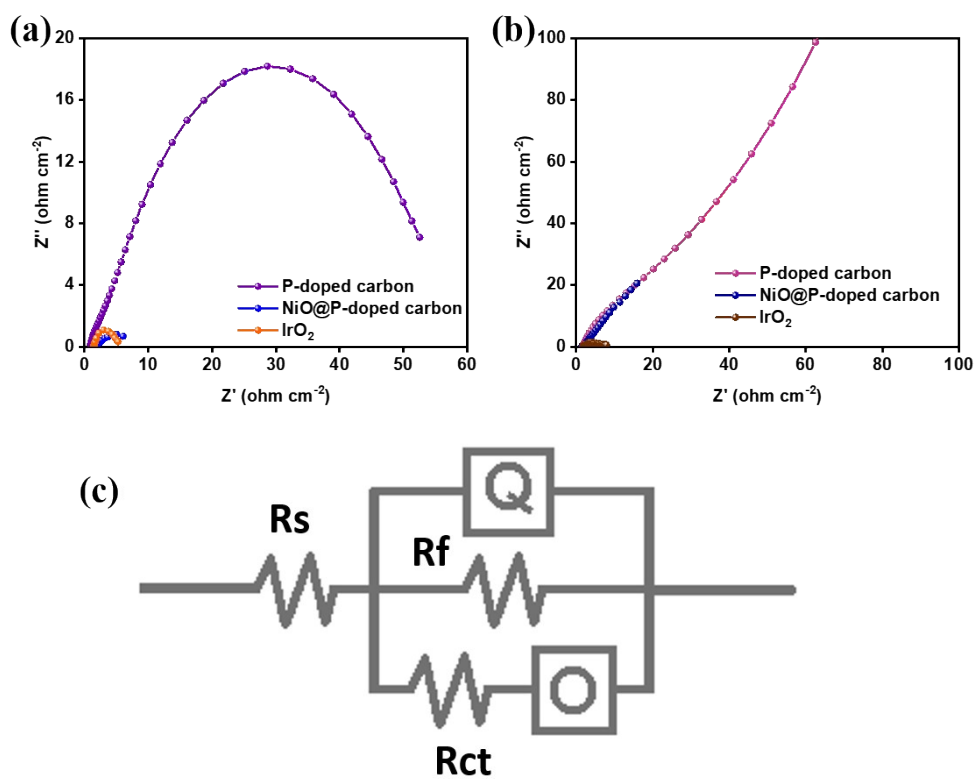 (a)
20
16
12
8
4
0
Z'' (ohm cm-2)
P-doped carbon
NiO@P-doped carbon
IrO2
0 10 20 30 40 50 60
Z' (ohm cm-2)
(b)
100
80
60
40
20
0
Z'' (ohm cm-2)
P-doped carbon
NiO@P-doped carbon
IrO2
0 20 40 60 80 100
Z' (ohm cm-2)
(c)
Q
Rs
Rf
O
Rct